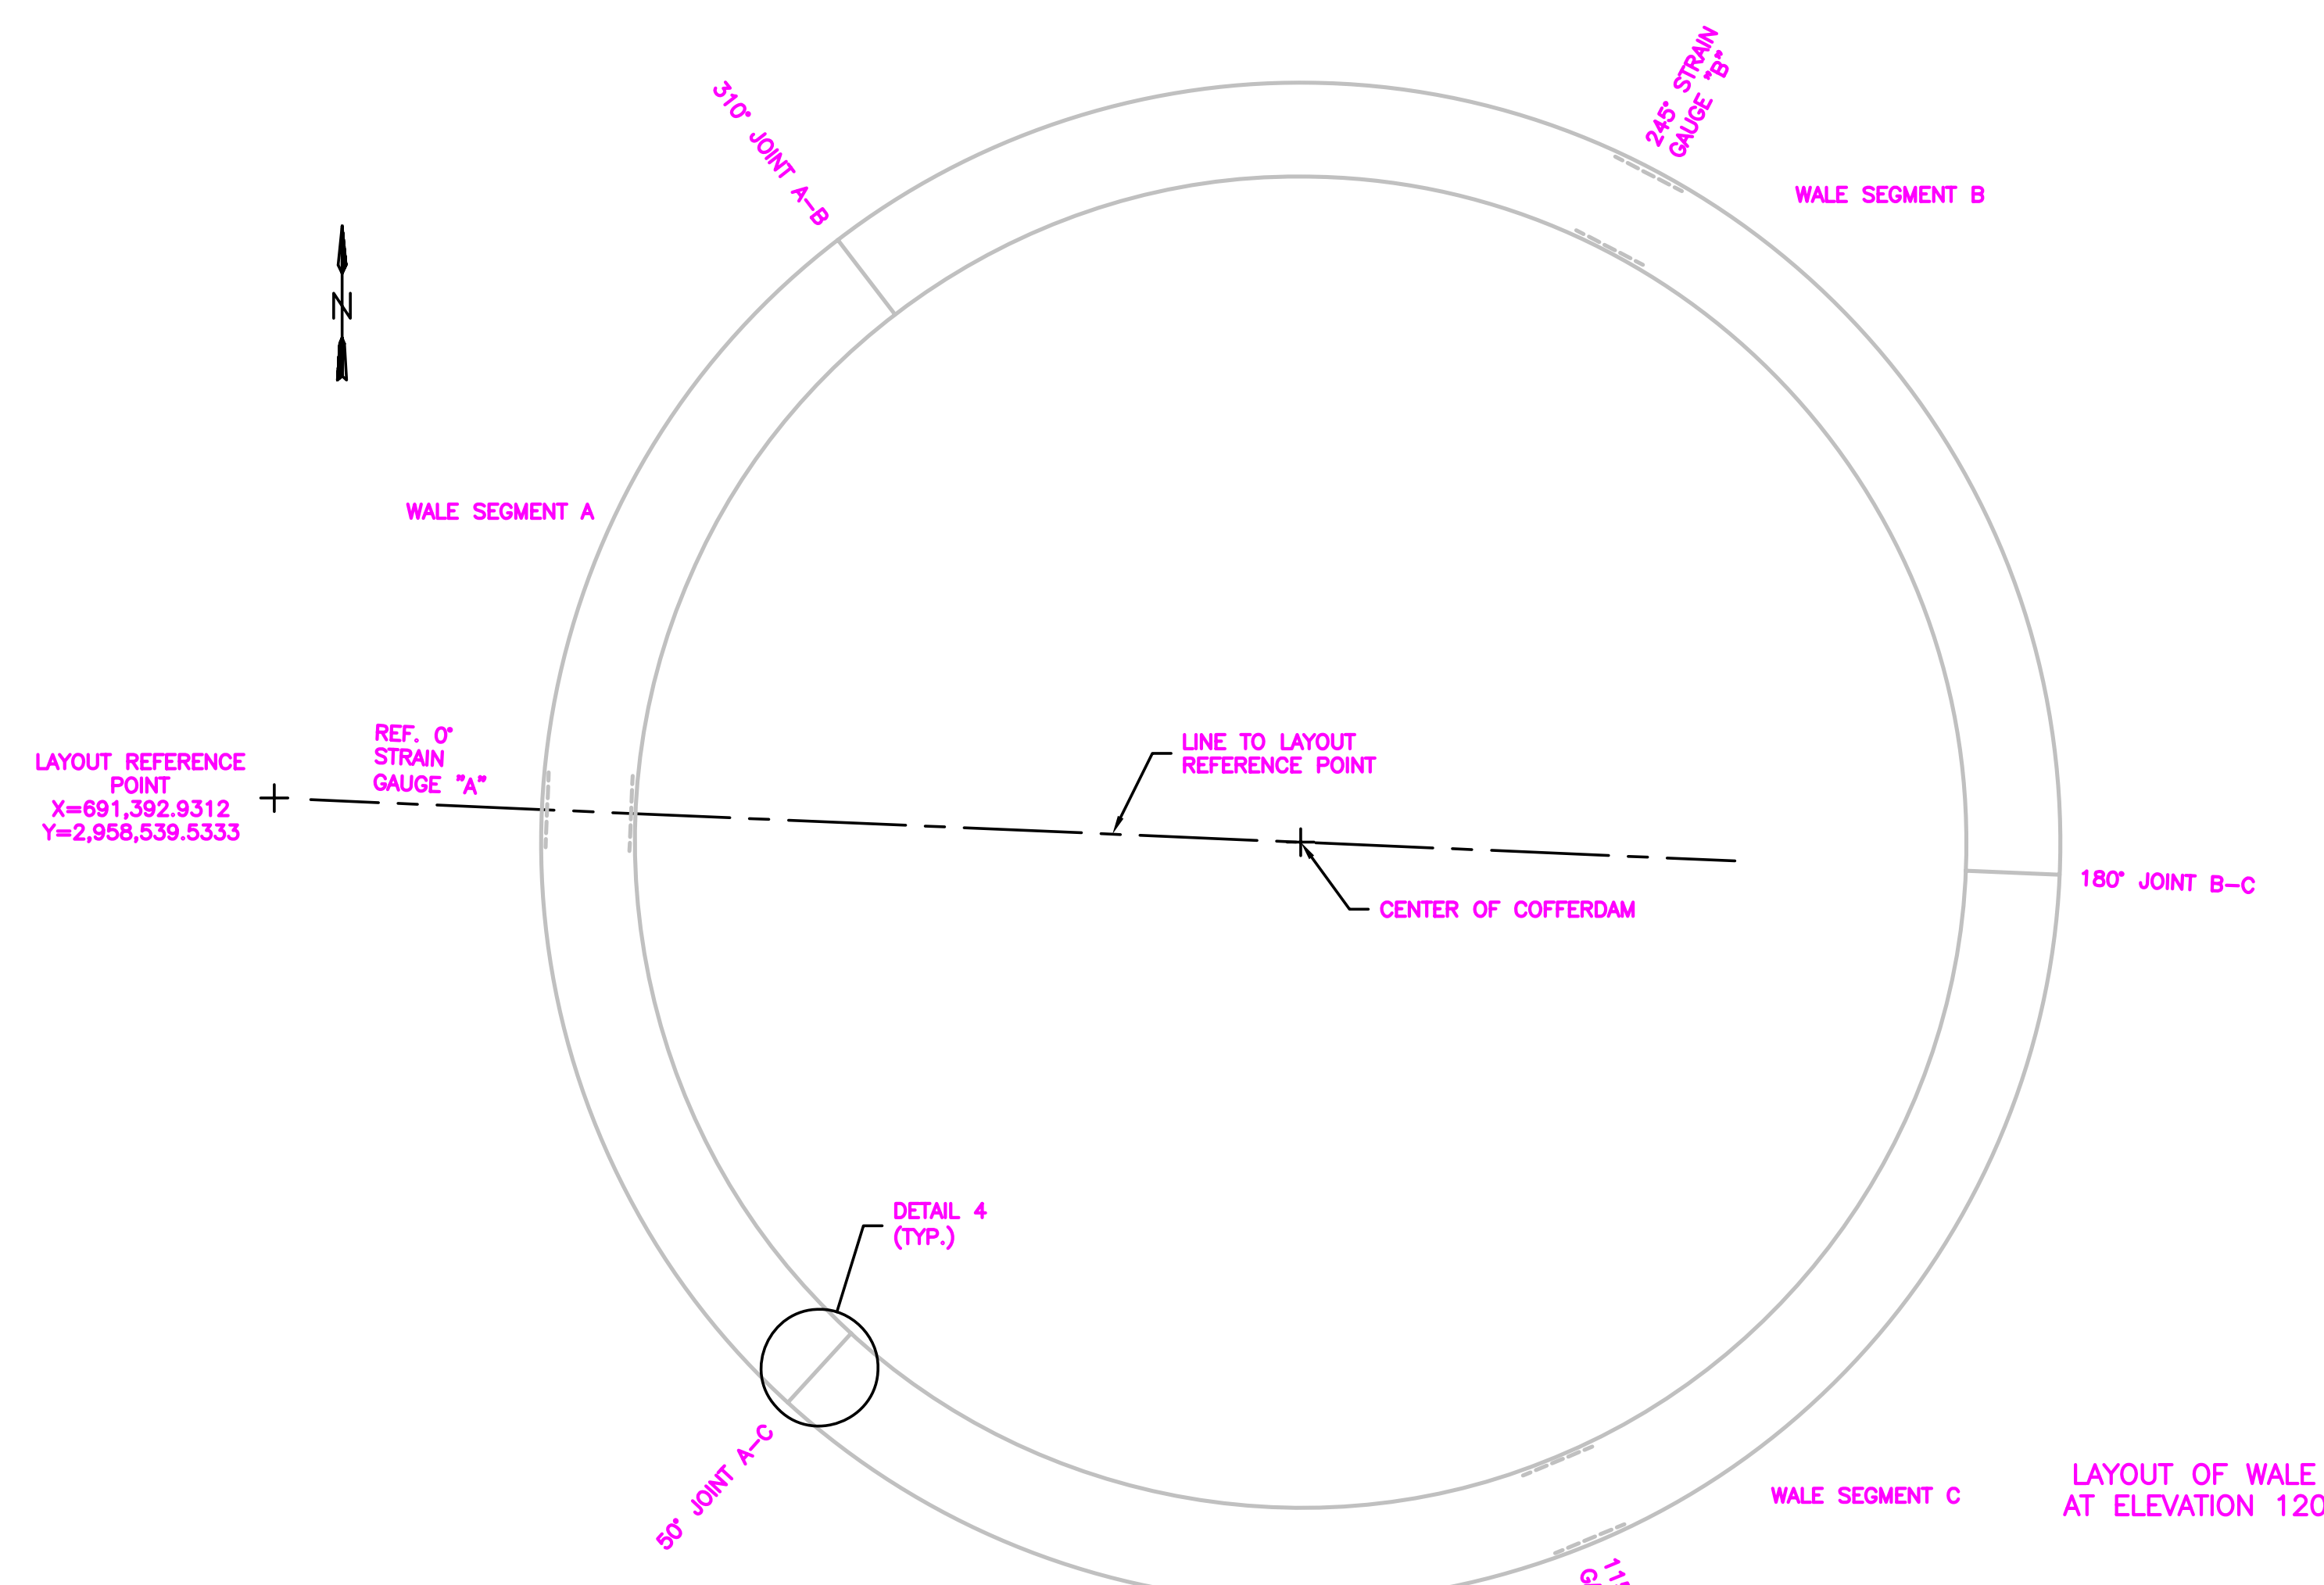 310° JOINT A-B
245° STRAIN
GAUGE "B"
WALE SEGMENT B
N
WALE SEGMENT A
REF. 0°
STRAIN
GAUGE "A"
LAYOUT REFERENCE
POINT
X=691,392.9312
Y=2,958,539.5333
LINE TO LAYOUT
REFERENCE POINT
CENTER OF COFFERDAM
180° JOINT B-C
DETAIL 4
(TYP.)
50° JOINT A-C
WALE SEGMENT C
LAYOUT OF WALE
AT ELEVATION 120